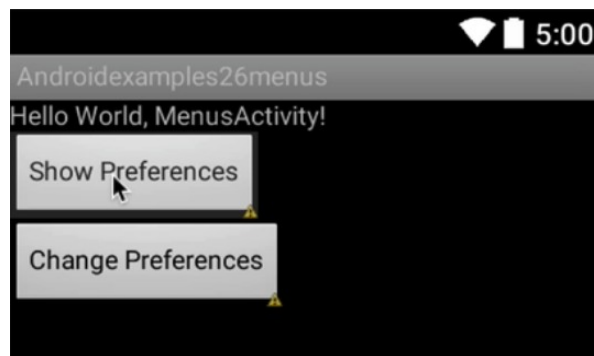 5:00
Androidexamples26menus
Hello World, MenusActivity!
Show Preferences
Change Preferences